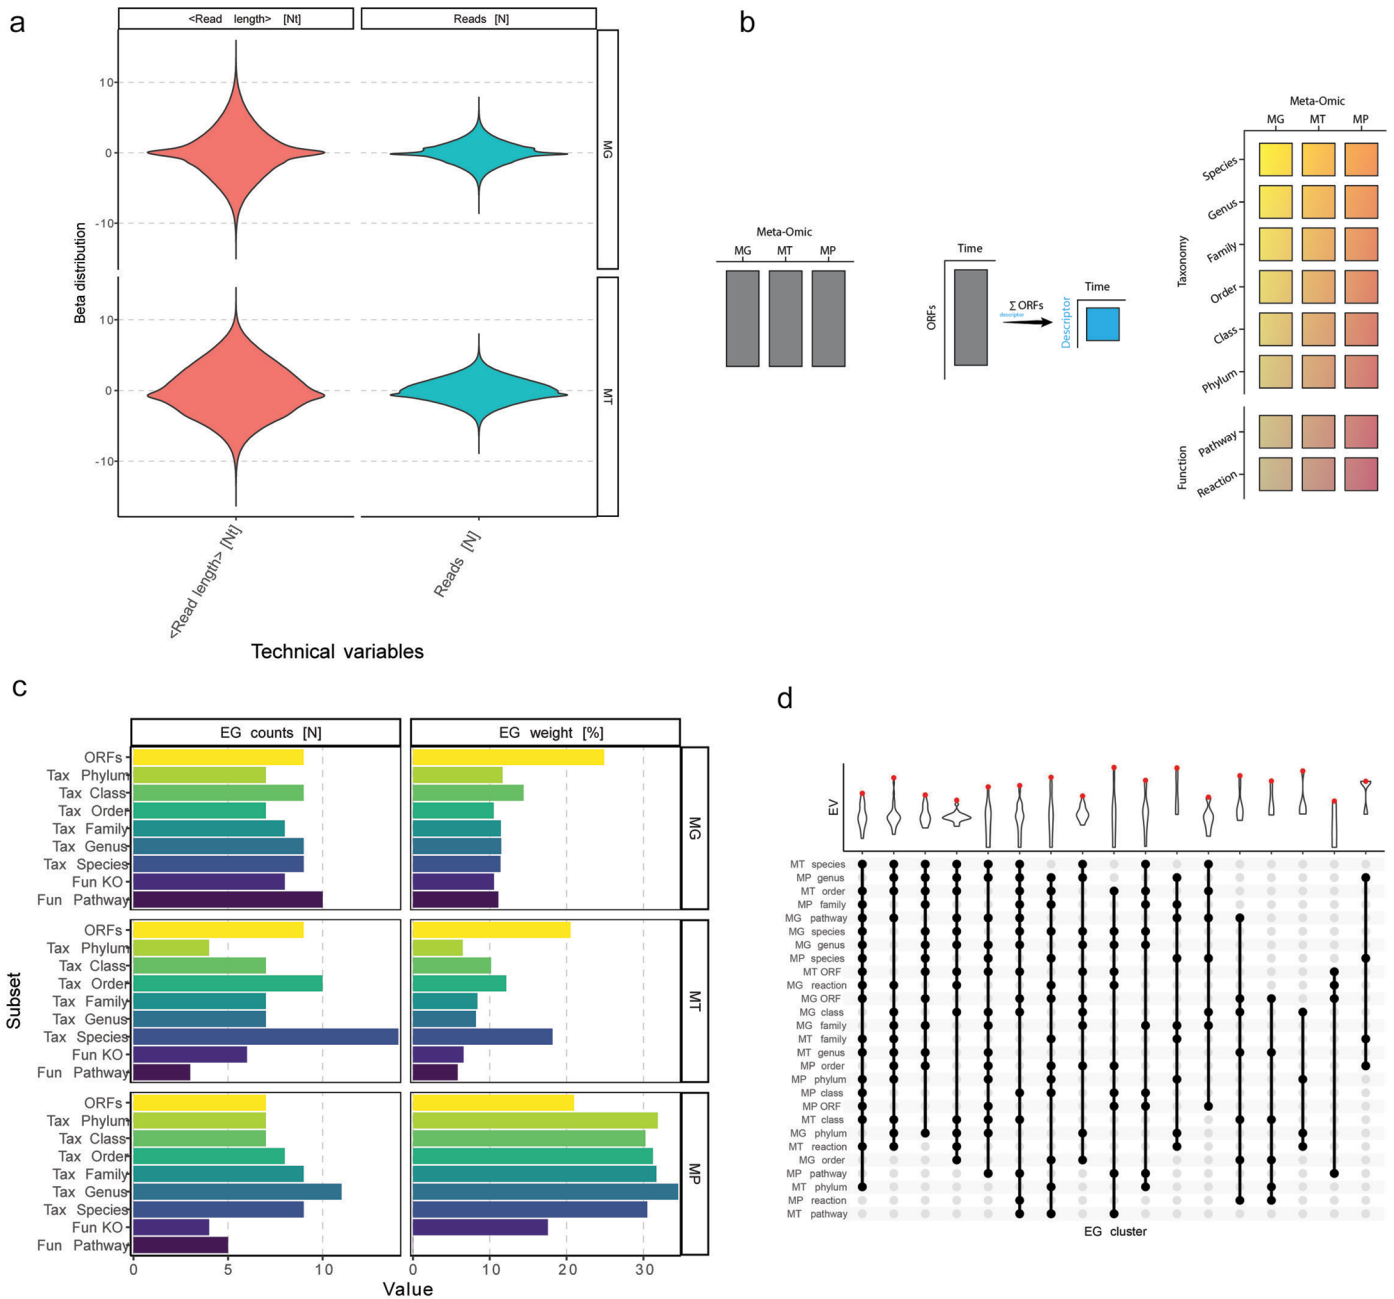 a
<Read length> [Nt]
Reads [N]
10
0
-10
MG
10
0
-10
MT
Beta distribution
<Read length> [Nt]
Reads [N]
Technical variables
b
Meta-Omic
MG MT MP
Time
ORFs
Σ ORFs
descriptor
Time
Descriptor
Meta-Omic
MG MT MP
Taxonomy
Species
Genus
Family
Order
Class
Phylum
Function
Pathway
Reaction
c
EG counts [N]
EG weight [%]
Subset
ORFs
Tax Phylum
Tax Class
Tax Order
Tax Family
Tax Genus
Tax Species
Fun KO
Fun Pathway
MG
ORFs
Tax Phylum
Tax Class
Tax Order
Tax Family
Tax Genus
Tax Species
Fun KO
Fun Pathway
MT
ORFs
Tax Phylum
Tax Class
Tax Order
Tax Family
Tax Genus
Tax Species
Fun KO
Fun Pathway
MP
0 5 10
0 10 20 30
Value
d
EV
MT species
MP genus
MT order
MP family
MG pathway
MG species
MG genus
MP species
MT ORF
MG reaction
MG ORF
MG class
MG family
MT family
MT genus
MP order
MP phylum
MP class
MP ORF
MT class
MG phylum
MT reaction
MG order
MP pathway
MT phylum
MP reaction
MT pathway
EG cluster